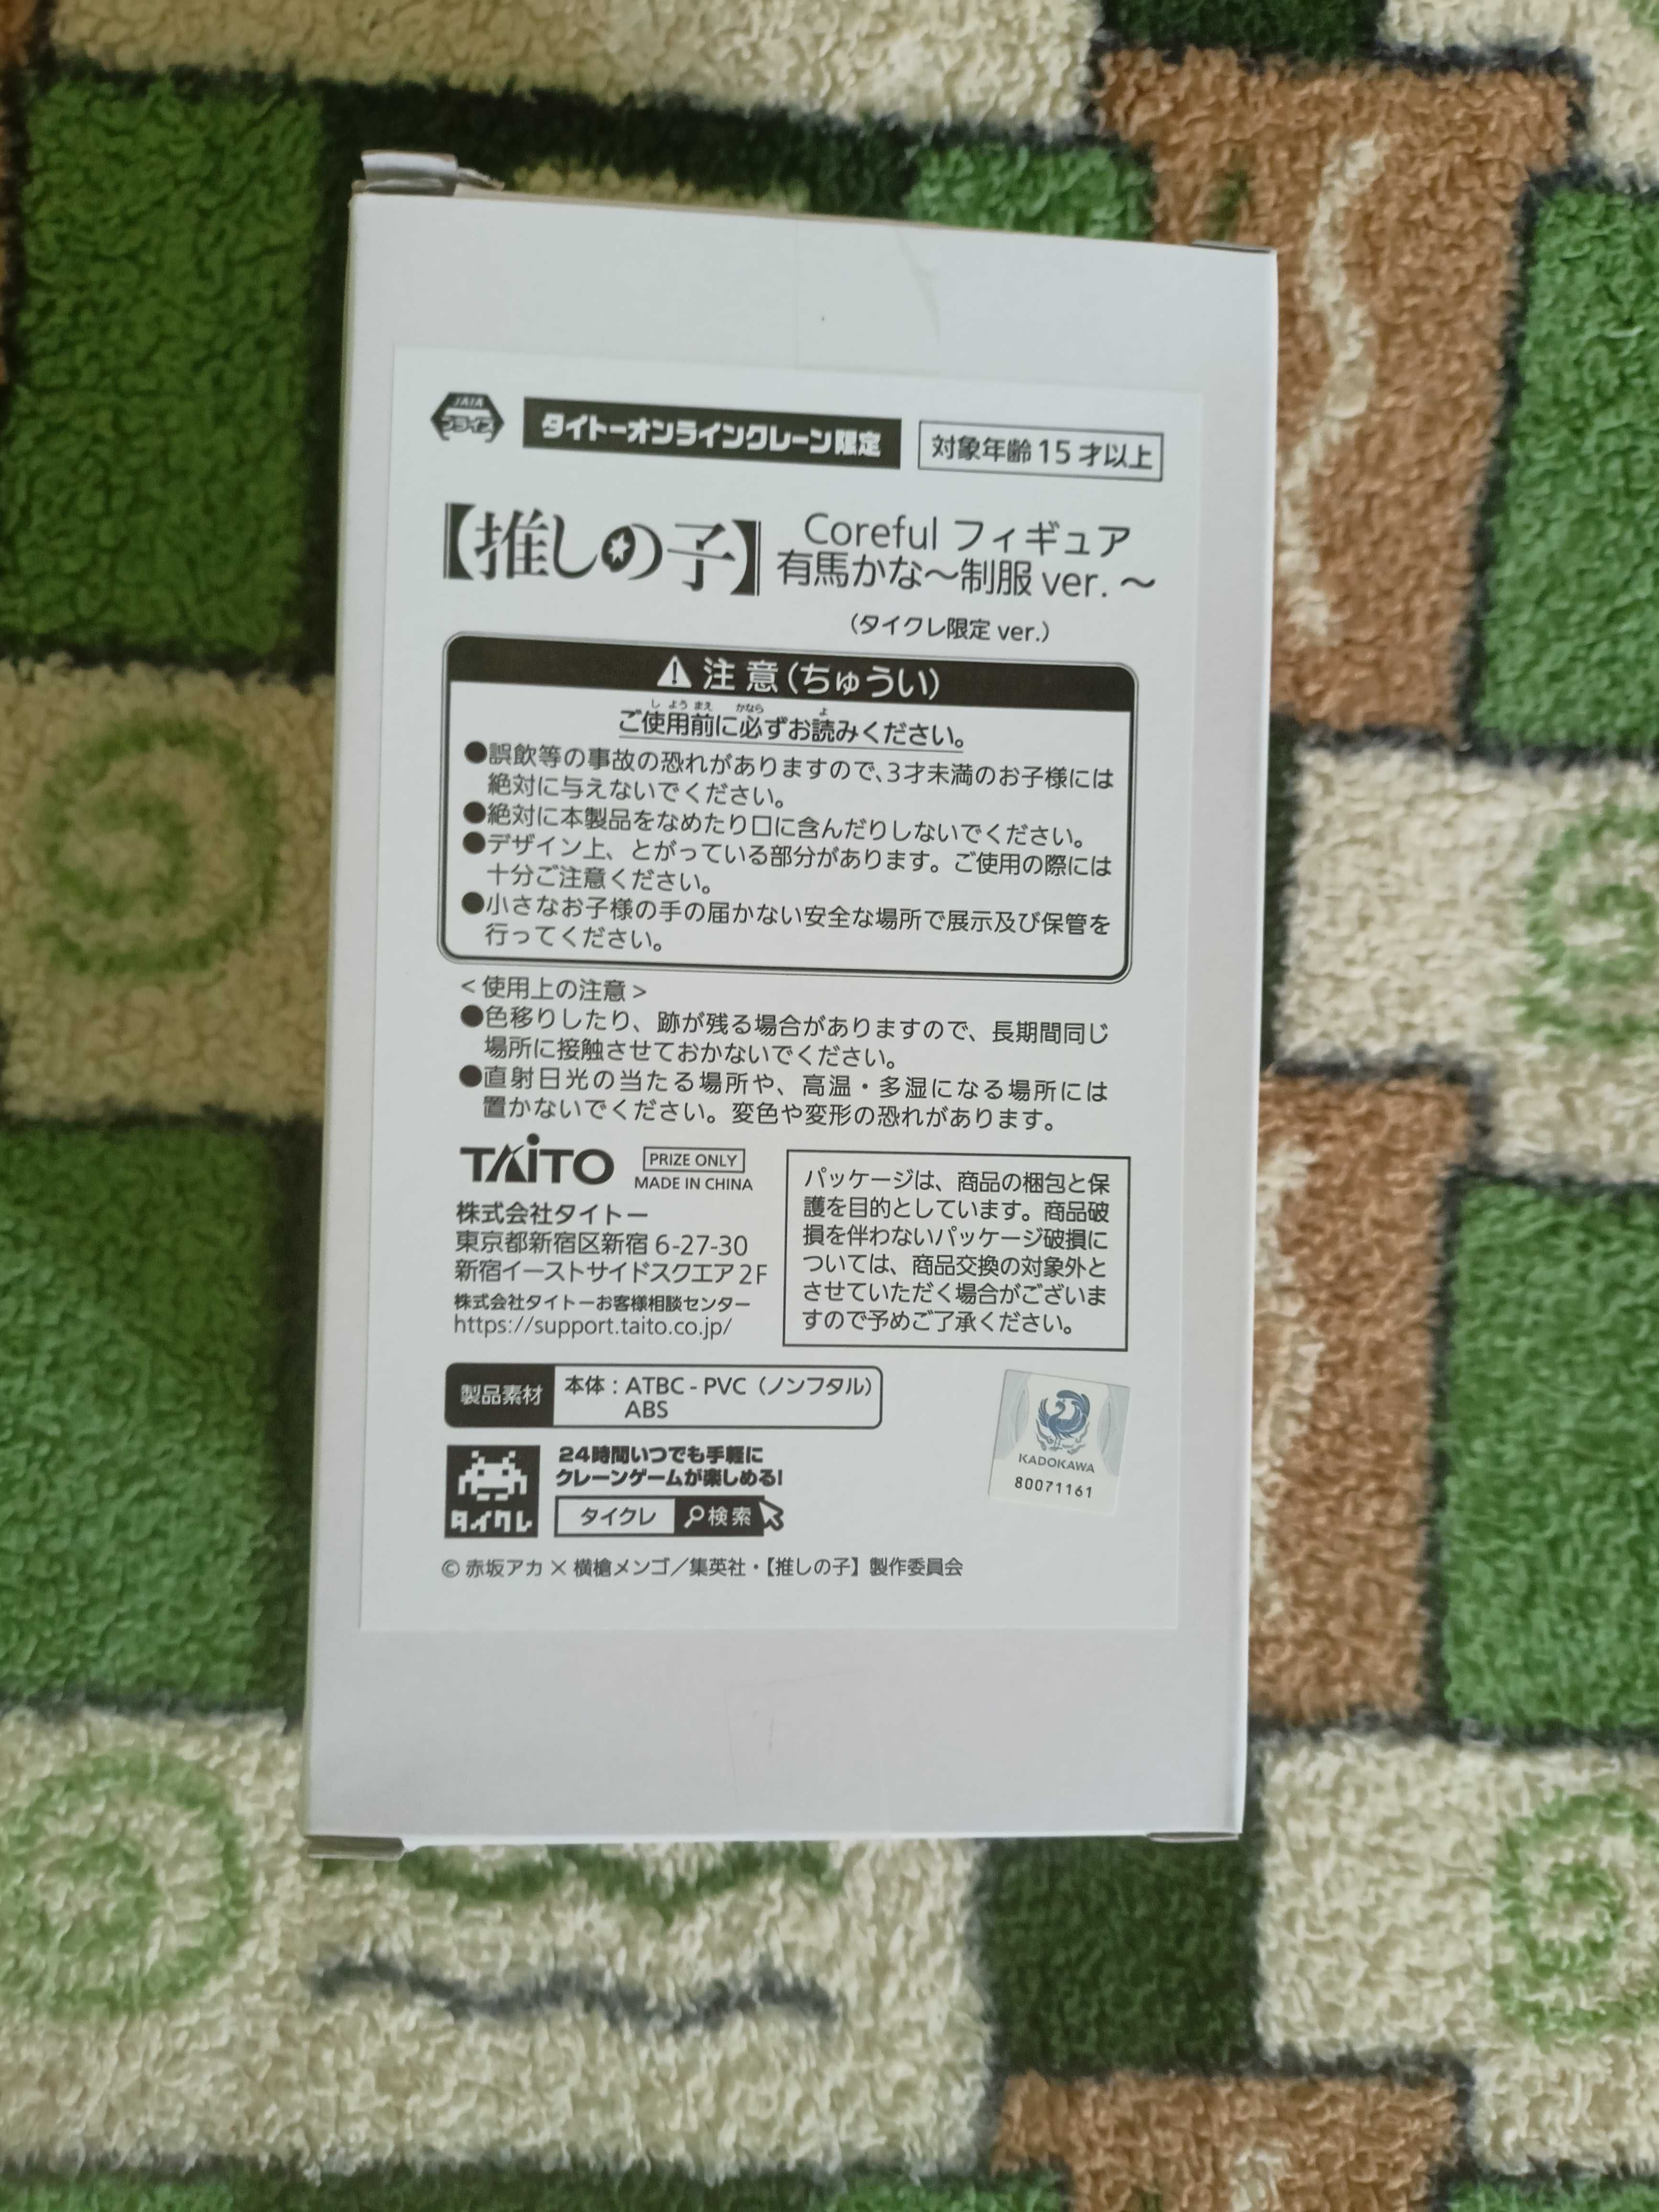 JAIA
プライズ
タイトーオンラインクレーン限定
対象年齢15才以上
【推しの子】
Coreful フィギュア
有馬かな～制服 ver.～
（タイクレ限定 ver.）
注意（ちゅうい）
しようまえ かなら よ
ご使用前に必ずお読みください。
●誤飲等の事故の恐れがありますので、3才未満のお子様には
絶対に与えないでください。
●絶対に本製品をなめたり口に含んだりしないでください。
●デザイン上、とがっている部分があります。ご使用の際には
十分ご注意ください。
●小さなお子様の手の届かない安全な場所で展示及び保管を
行ってください。
＜使用上の注意＞
●色移りしたり、跡が残る場合がありますので、長期間同じ
場所に接触させておかないでください。
●直射日光の当たる場所や、高温・多湿になる場所には
置かないでください。変色や変形の恐れがあります。
TAITO
PRIZE ONLY
MADE IN CHINA
株式会社タイトー
東京都新宿区新宿 6-27-30
新宿イーストサイドスクエア2F
株式会社タイトーお客様相談センター
https://support.taito.co.jp/
パッケージは、商品の梱包と保
護を目的としています。商品破
損を伴わないパッケージ破損に
ついては、商品交換の対象外と
させていただく場合がございま
すので予めご了承ください。
製品素材
本体：ATBC-PVC（ノンフタル）
ABS
KADOKAWA
80071161
タイクレ
24時間いつでも手軽に
クレーンゲームが楽しめる!
タイクレ 検索
© 赤坂アカ×横槍メンゴ／集英社・【推しの子】製作委員会